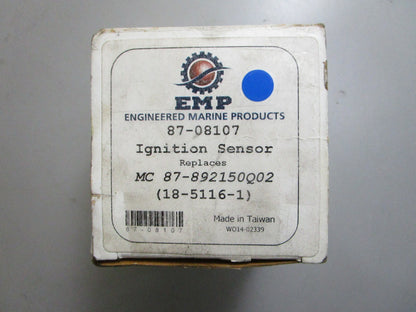 EMP
ENGINEERED MARINE PRODUCTS
87-08107
Ignition Sensor
Replaces
MC 87-892150Q02
(18-5116-1)
87-08107
Made in Taiwan
WO14-02339